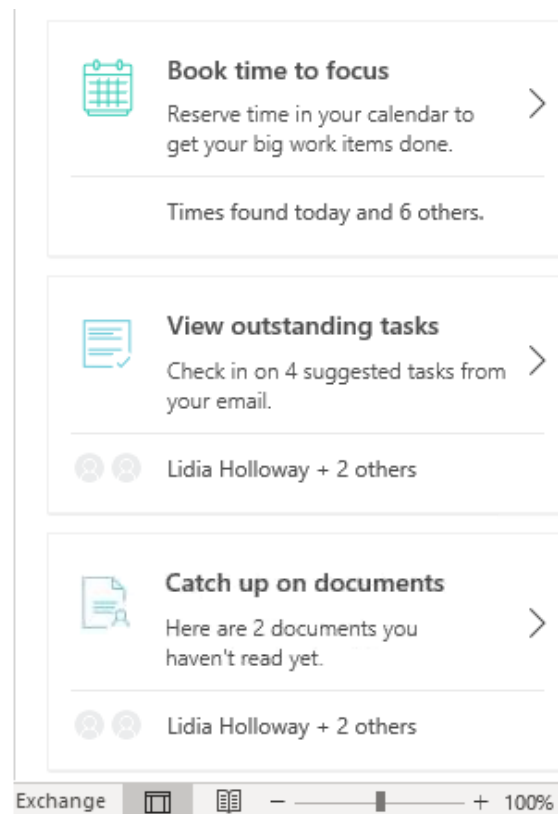 Book time to focus
Reserve time in your calendar to
get your big work items done.
Times found today and 6 others.
View outstanding tasks
Check in on 4 suggested tasks from
your email.
Lidia Holloway + 2 others
Catch up on documents
Here are 2 documents you
haven't read yet.
Lidia Holloway + 2 others
Exchange − + 100%